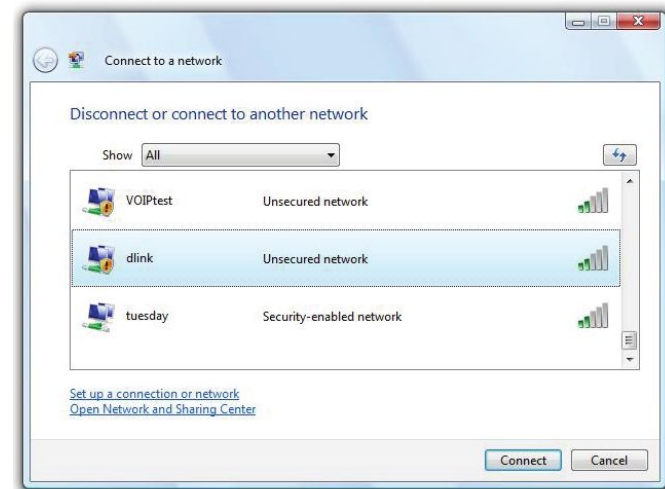 Connect to a network
Disconnect or connect to another network
Show All
VOIPtest Unsecured network
dlink Unsecured network
tuesday Security-enabled network
Set up a connection or network
Open Network and Sharing Center
Connect Cancel